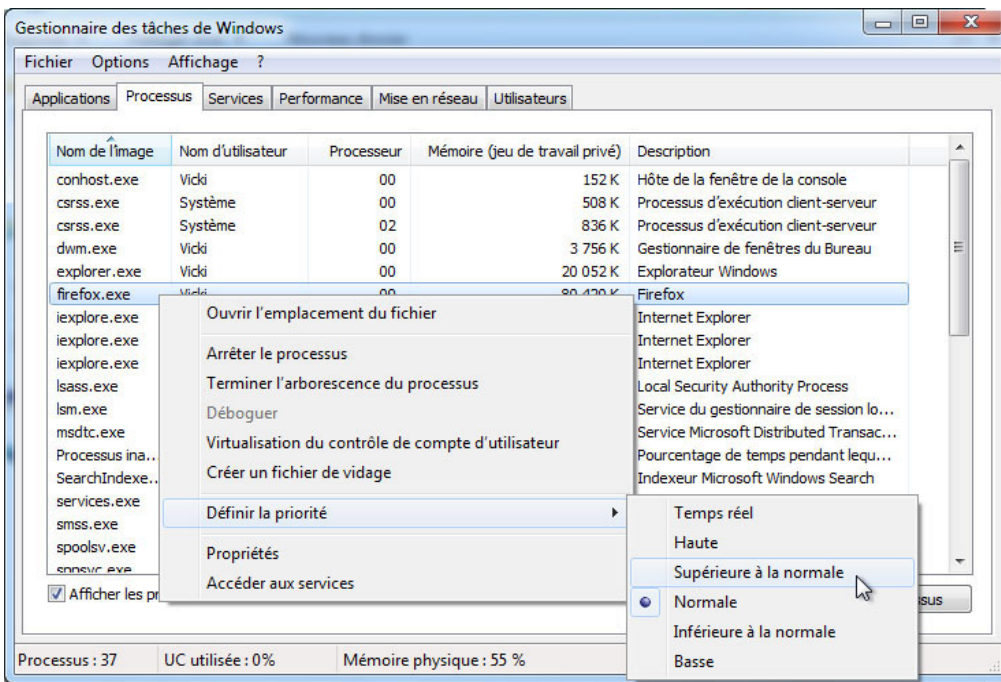 Gestionnaire des tâches de Windows
Fichier Options Affichage ?
Applications Processus Services Performance Mise en réseau Utilisateurs
Nom de l'image Nom d'utilisateur Processeur Mémoire (jeu de travail privé) Description
conhost.exe Vicki 00 152 K Hôte de la fenêtre de la console
csrss.exe Système 00 508 K Processus d'exécution client-serveur
csrss.exe Système 02 836 K Processus d'exécution client-serveur
dwm.exe Vicki 00 3 756 K Gestionnaire de fenêtres du Bureau
explorer.exe Vicki 00 20 052 K Explorateur Windows
firefox.exe Vicki 00 80 420 K Firefox
iexplore.exe Internet Explorer
iexplore.exe Internet Explorer
iexplore.exe Internet Explorer
lsass.exe Local Security Authority Process
lsm.exe Service du gestionnaire de session lo...
msdtc.exe Service Microsoft Distributed Transac...
Processus ina... Pourcentage de temps pendant lequ...
SearchIndexe... Indexeur Microsoft Windows Search
services.exe
smss.exe
spoolsv.exe
sppsvc.exe
Ouvrir l'emplacement du fichier
Arrêter le processus
Terminer l'arborescence du processus
Déboguer
Virtualisation du contrôle de compte d'utilisateur
Créer un fichier de vidage
Définir la priorité
Propriétés
Accéder aux services
Temps réel
Haute
Supérieure à la normale
Normale
Inférieure à la normale
Basse
Afficher les pr
ssus
Processus : 37 UC utilisée : 0% Mémoire physique : 55 %